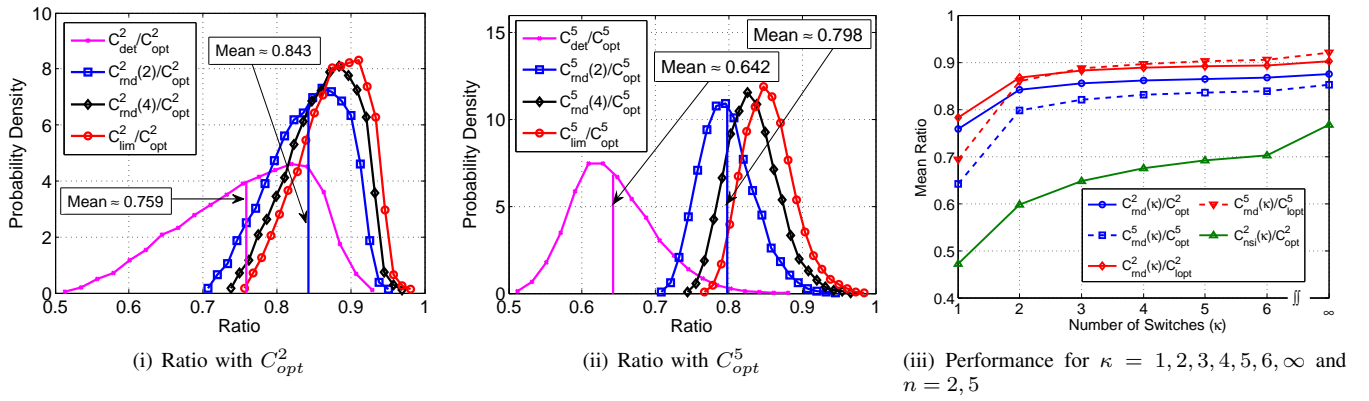 Probability Density
10
8
6
4
2
0
0.5
0.6
0.7
0.8
0.9
1
Ratio
C²det/C²opt
C²rnd(2)/C²opt
C²rnd(4)/C²opt
C²lim/C²opt
Mean ≈ 0.843
Mean ≈ 0.759
(i) Ratio with C²opt
Probability Density
15
10
5
0
0.5
0.6
0.7
0.8
0.9
1
Ratio
C⁵det/C⁵opt
C⁵rnd(2)/C⁵opt
C⁵rnd(4)/C⁵opt
C⁵lim/C⁵opt
Mean ≈ 0.798
Mean ≈ 0.642
(ii) Ratio with C⁵opt
Mean Ratio
1
0.9
0.8
0.7
0.6
0.5
0.4
1
2
3
4
5
6
∞
Number of Switches (κ)
C²rnd(κ)/C²opt
C⁵rnd(κ)/C⁵opt
C²rnd(κ)/C²lopt
C⁵rnd(κ)/C⁵lopt
C²nsi(κ)/C²opt
(iii) Performance for κ = 1, 2, 3, 4, 5, 6, ∞ and
n = 2, 5